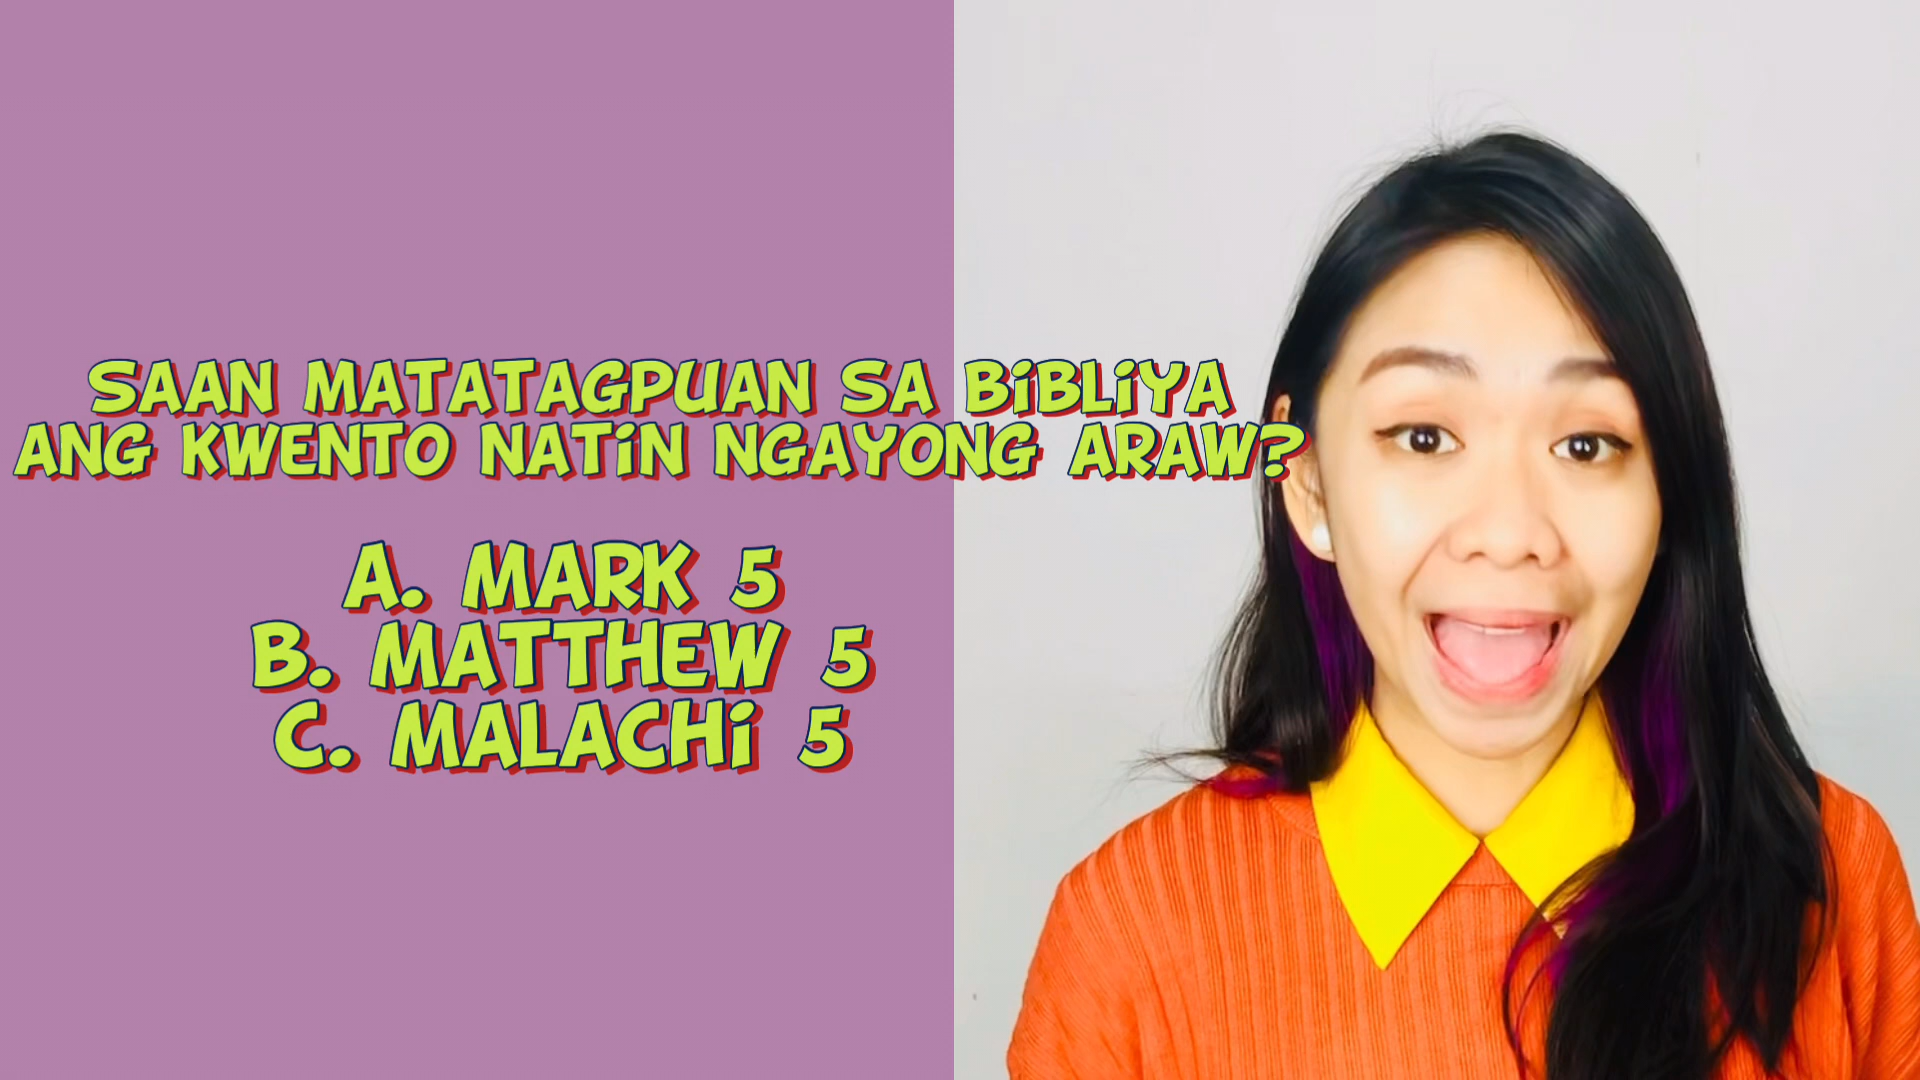 SAAN MATATAGPUAN SA BiBLiYA
ANG KWENTO NATiN NGAYONG ARAW?
A. MARK 5
B. MATTHEW 5
C. MALACHi 5